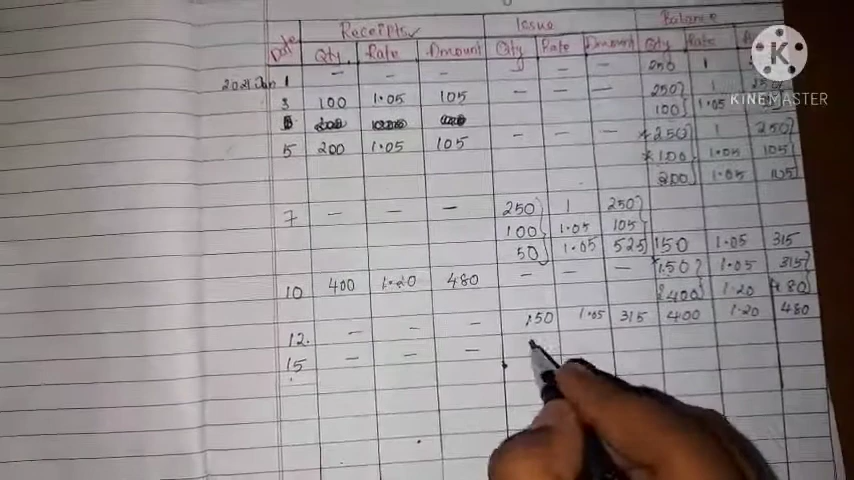 Receipts Issue Balance
Date Qty Rate Amount Qty Rate Amount Qty Rate
2021 Jan 1 - - - - - 250 1
3 100 1.05 105 - - - 250} 1 250}
100} 1.05
5 200 1.05 105 - - - *250} 1 250}
*100 1.05 105
200 1.05 105
7 - - - 250} 1 250}
100 1.05 105
50} 1.05 525 150 1.05 315
*150} 1.05 315}
10 400 1.20 480 - - - 400} 1.20 480
12. - - - 150 1.05 315 400 1.20 480
15 - - -
K
KINEMASTER